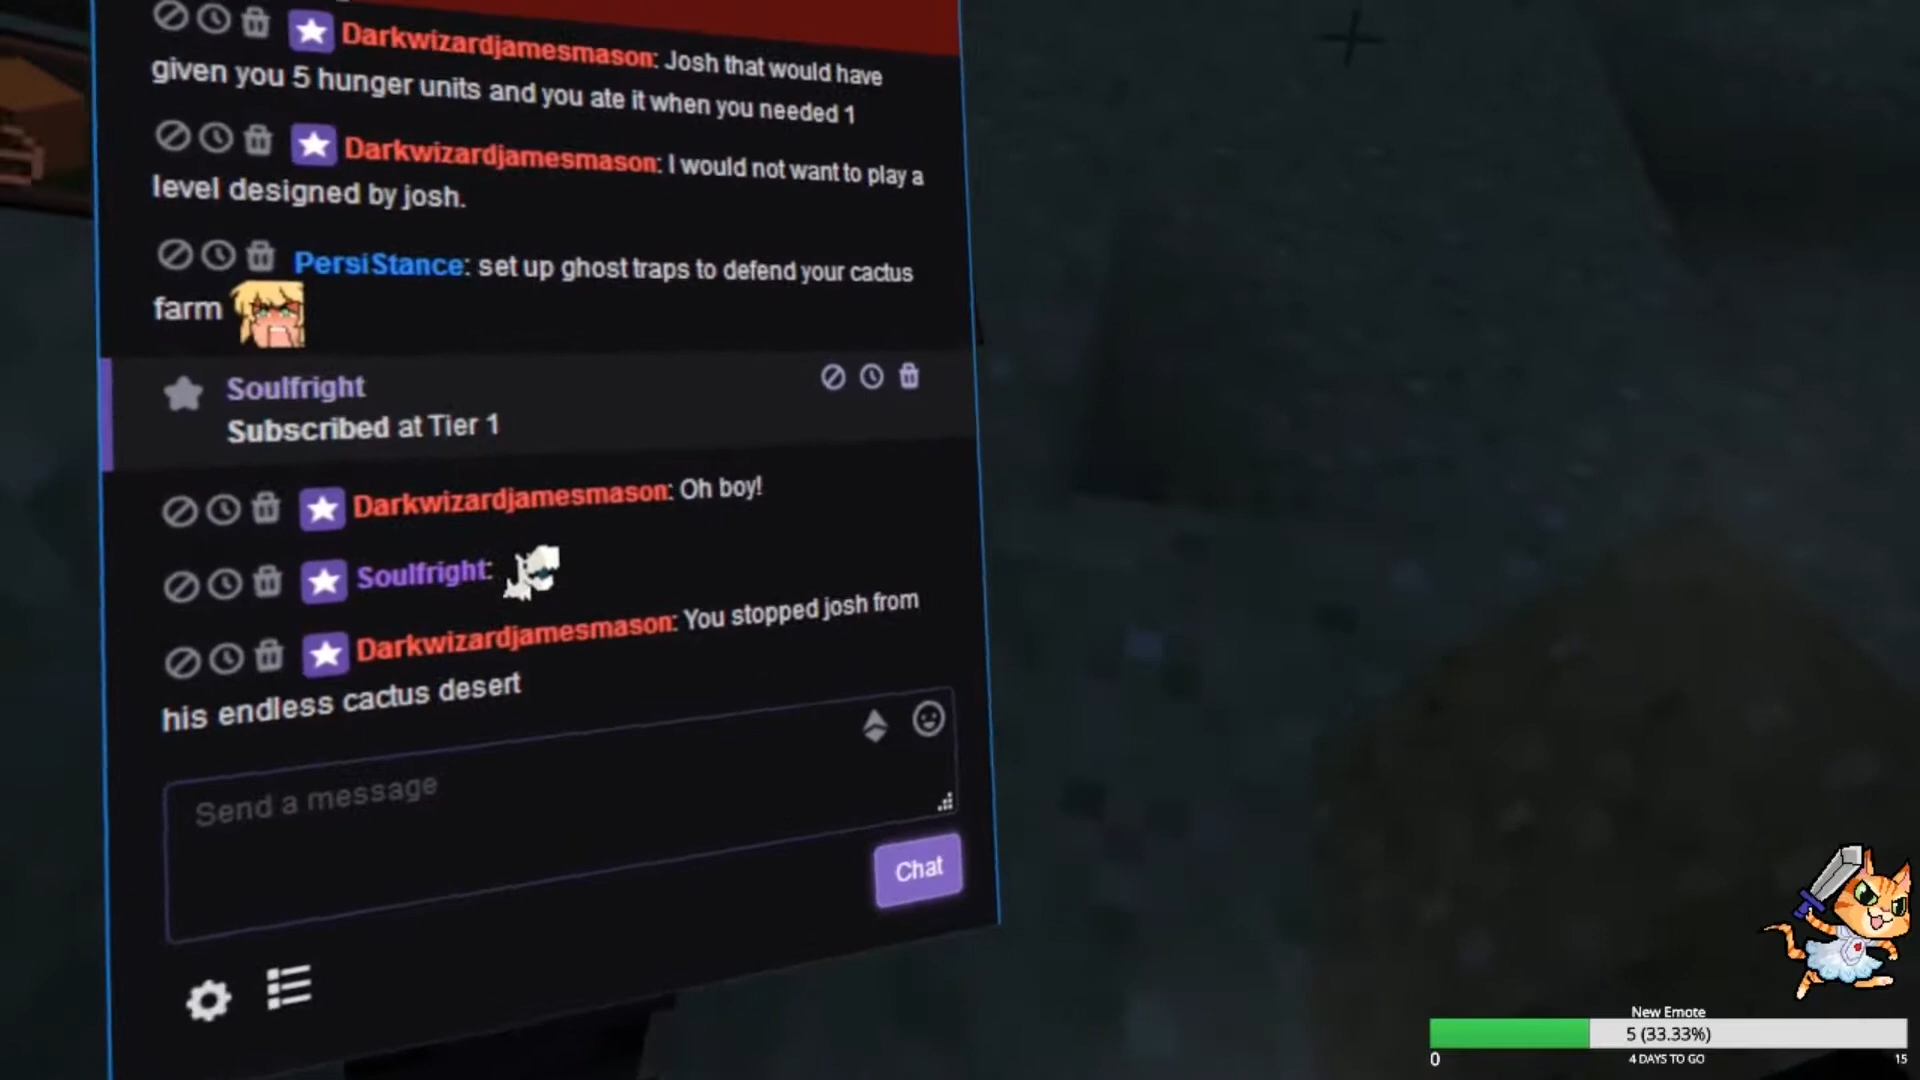 Darkwizardjamesmason: Josh that would have
given you 5 hunger units and you ate it when you needed 1
Darkwizardjamesmason: I would not want to play a
level designed by josh.
PersiStance: set up ghost traps to defend your cactus
farm
Soulfright
Subscribed at Tier 1
Darkwizardjamesmason: Oh boy!
Soulfright:
Darkwizardjamesmason: You stopped josh from
his endless cactus desert
Send a message
Chat
New Emote
5 (33.33%)
0
4 DAYS TO GO
15